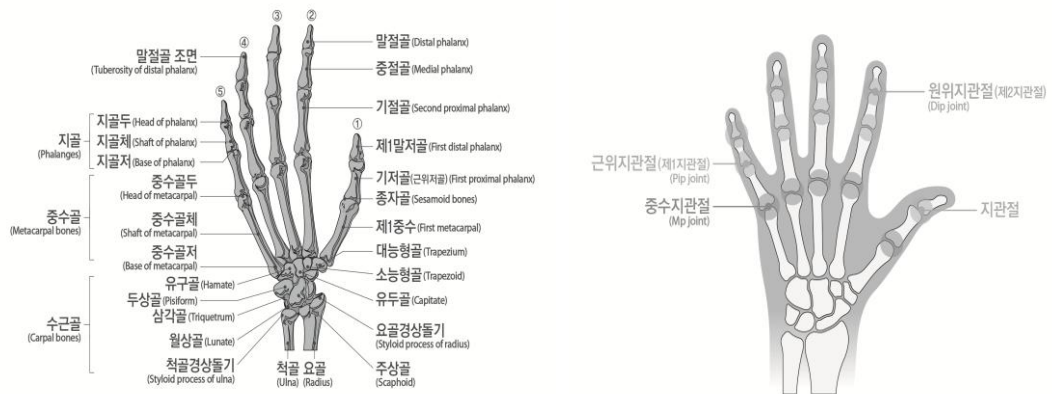 ①
②
③
④
⑤
말절골 조면
(Tuberosity of distal phalanx)
지골
(Phalanges)
지골두 (Head of phalanx)
지골체 (Shaft of phalanx)
지골저 (Base of phalanx)
중수골
(Metacarpal bones)
중수골두
(Head of metacarpal)
중수골체
(Shaft of metacarpal)
중수골저
(Base of metacarpal)
수근골
(Carpal bones)
유구골 (Hamate)
두상골 (Pisiform)
삼각골 (Triquetrum)
월상골 (Lunate)
척골경상돌기
(Styloid process of ulna)
척골
(Ulna)
요골
(Radius)
말절골 (Distal phalanx)
중절골 (Medial phalanx)
기절골 (Second proximal phalanx)
제1말저골 (First distal phalanx)
기저골 (근위저골) (First proximal phalanx)
종자골 (Sesamoid bones)
제1중수 (First metacarpal)
대능형골 (Trapezium)
소능형골 (Trapezoid)
유두골 (Capitate)
요골경상돌기
(Styloid process of radius)
주상골
(Scaphoid)
원위지관절 (제2지관절)
(Dip joint)
근위지관절 (제1지관절)
(Pip joint)
중수지관절
(Mp joint)
지관절